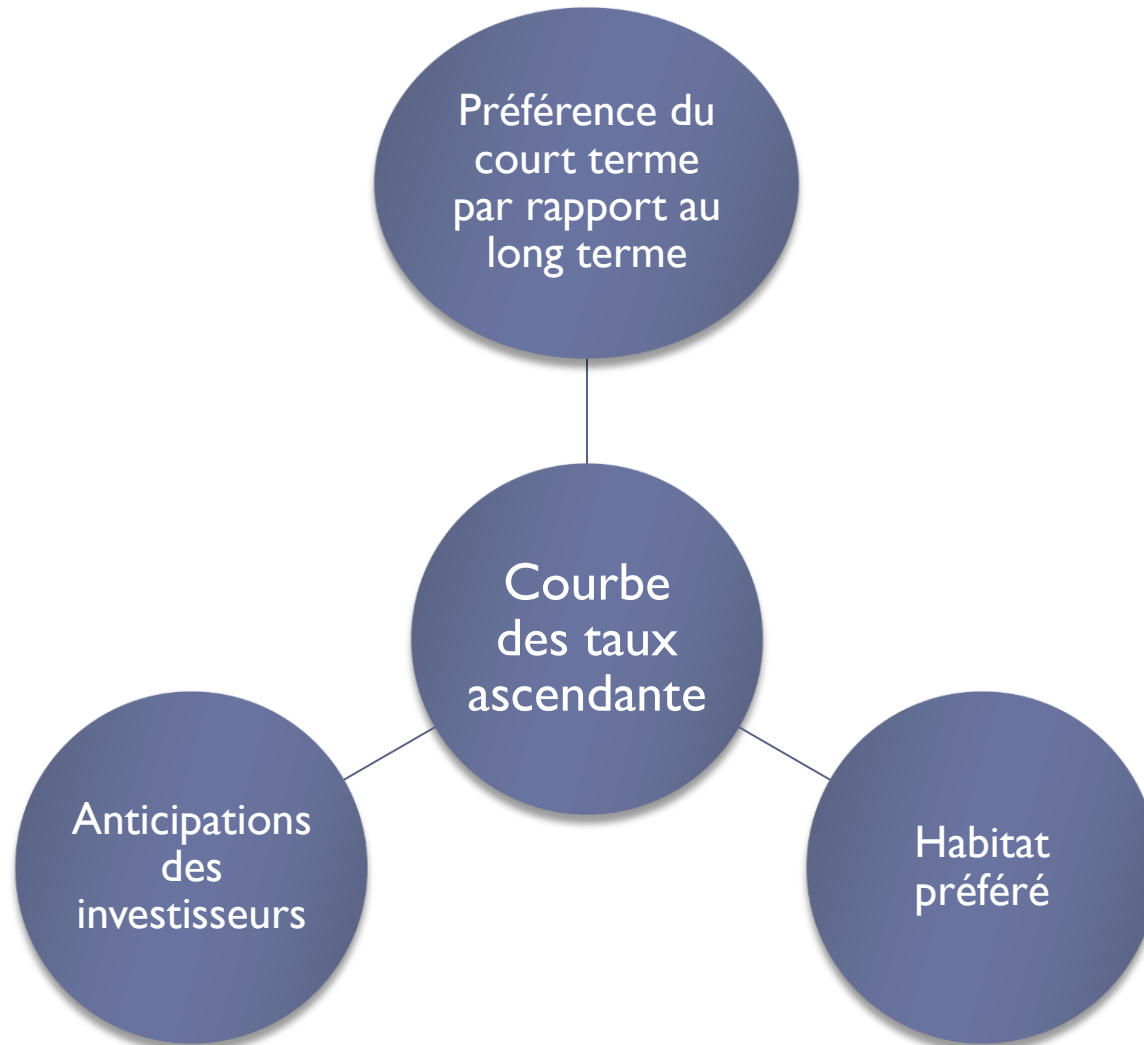 Préférence du
court terme
par rapport au
long terme
Courbe
des taux
ascendante
Anticipations
des
investisseurs
Habitat
préféré